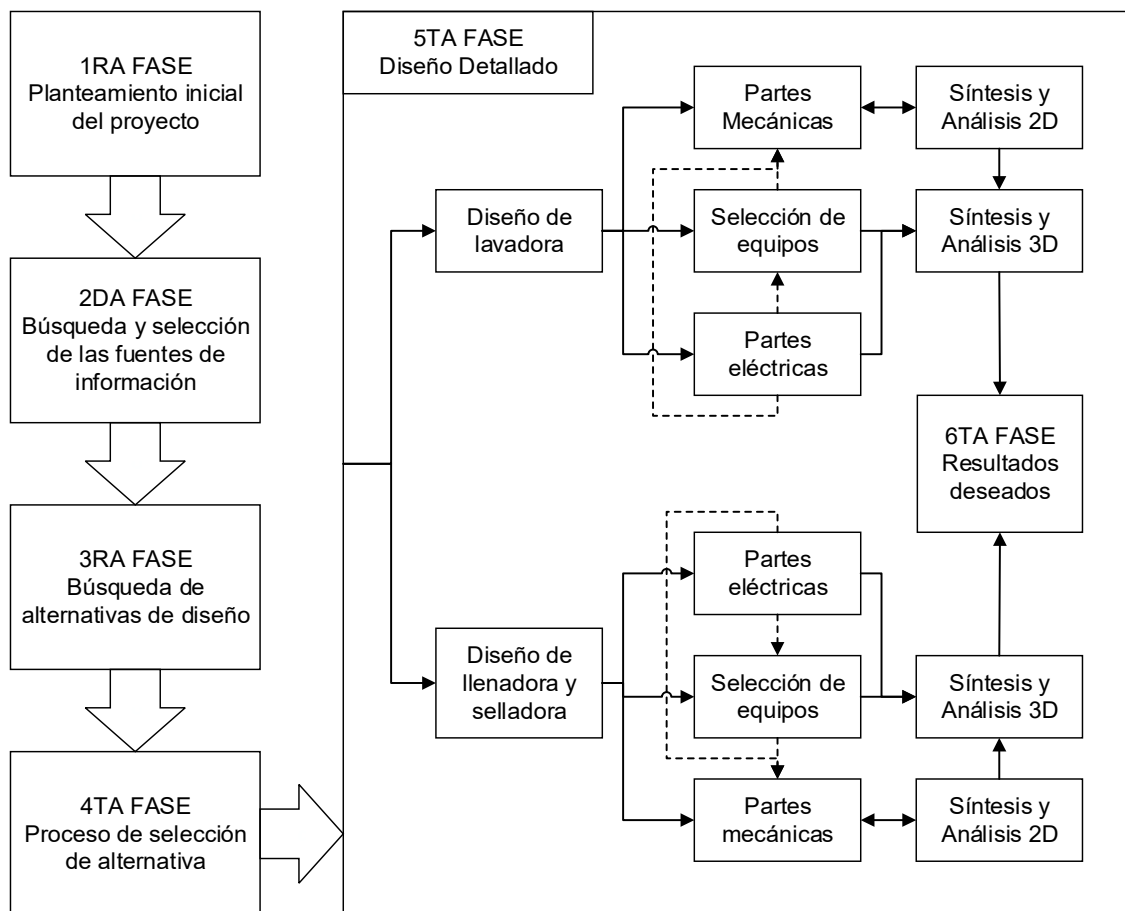 1RA FASE
Planteamiento inicial
del proyecto
2DA FASE
Búsqueda y selección
de las fuentes de
información
3RA FASE
Búsqueda de
alternativas de diseño
4TA FASE
Proceso de selección
de alternativa
5TA FASE
Diseño Detallado
Diseño de
lavadora
Partes
Mecánicas
Síntesis y
Análisis 2D
Selección de
equipos
Síntesis y
Análisis 3D
Partes
eléctricas
6TA FASE
Resultados
deseados
Diseño de
llenadora y
selladora
Partes
eléctricas
Selección de
equipos
Síntesis y
Análisis 3D
Partes
mecánicas
Síntesis y
Análisis 2D